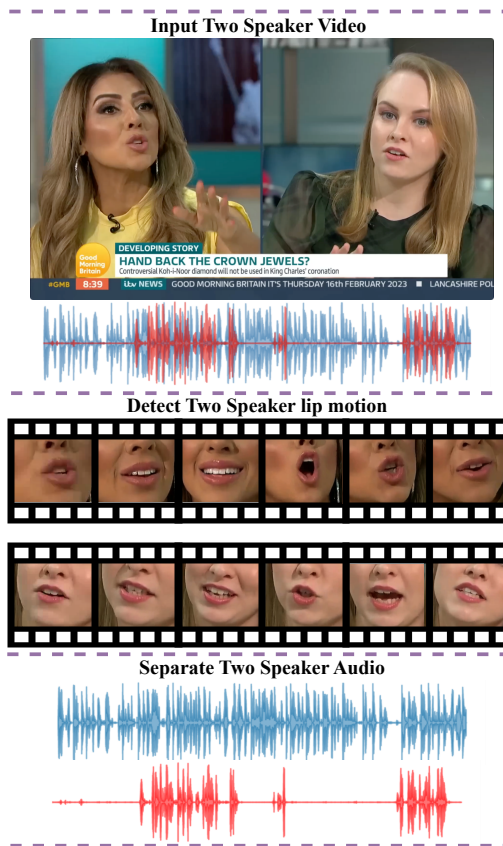 Input Two Speaker Video
DEVELOPING STORY
Good
Morning
Britain
HAND BACK THE CROWN JEWELS?
Controversial Koh-i-Noor diamond will not be used in King Charles' coronation
#GMB 8:39 itv NEWS GOOD MORNING BRITAIN IT'S THURSDAY 16th FEBRUARY 2023 ■ LANCASHIRE POL
Detect Two Speaker lip motion
Separate Two Speaker Audio